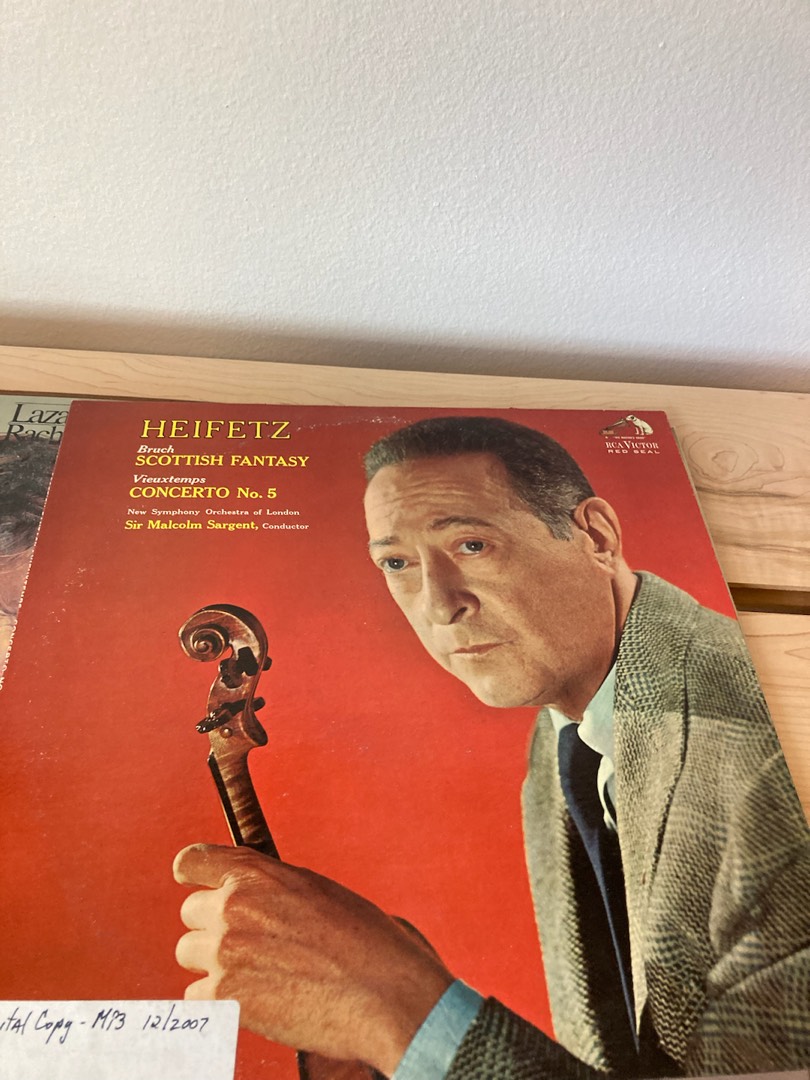 Laza
Rach
HEIFETZ
Bruch
SCOTTISH FANTASY
Vieuxtemps
CONCERTO No. 5
New Symphony Orchestra of London
Sir Malcolm Sargent, Conductor
RCA VICTOR
RED SEAL
ital Copy - MP3 12/2007